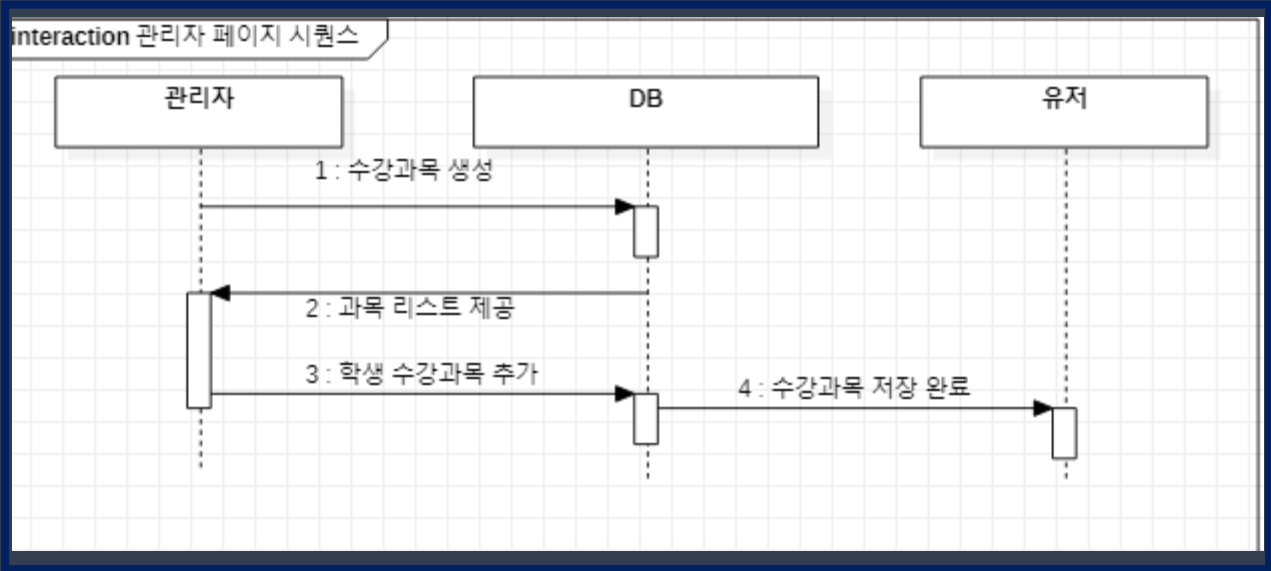 interaction 관리자 페이지 시퀀스
관리자
DB
유저
1 : 수강과목 생성
2 : 과목 리스트 제공
3 : 학생 수강과목 추가
4 : 수강과목 저장 완료